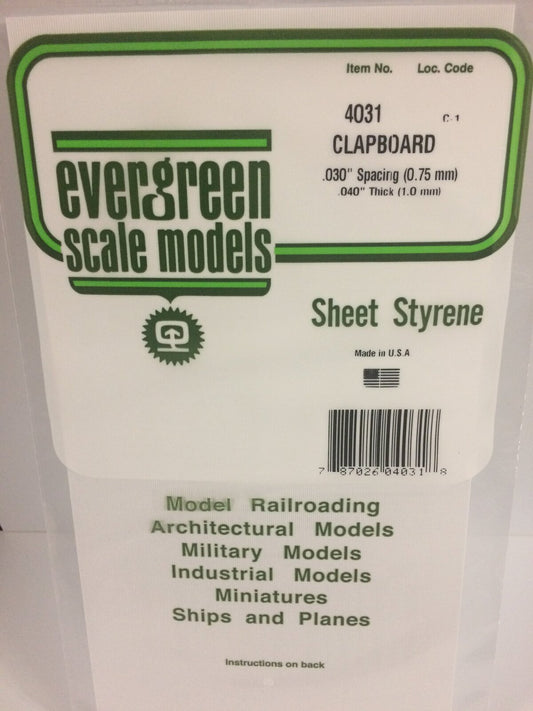 Item No. Loc. Code
4031 C-1
CLAPBOARD
.030" Spacing (0.75 mm)
.040" Thick (1.0 mm)
evergreen
scale models
Sheet Styrene
Made in U.S.A
7 87026 04031 8
Model Railroading
Architectural Models
Military Models
Industrial Models
Miniatures
Ships and Planes
Instructions on back